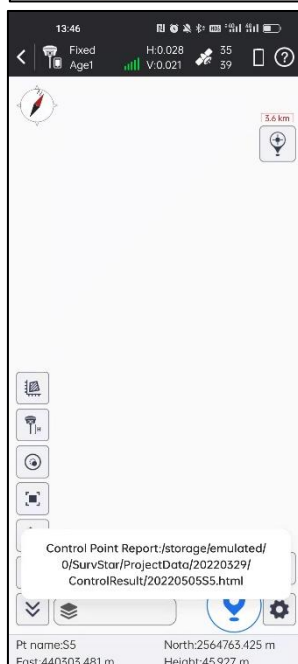 13:46
Fixed H:0.028 35
Age1 V:0.021 39
3.6 km
Control Point Report:/storage/emulated/
0/SurvStar/ProjectData/20220329/
ControlResult/20220505S5.html
Pt name:S5 North:2564763.425 m
East:440303.481 m Height:45.927 m